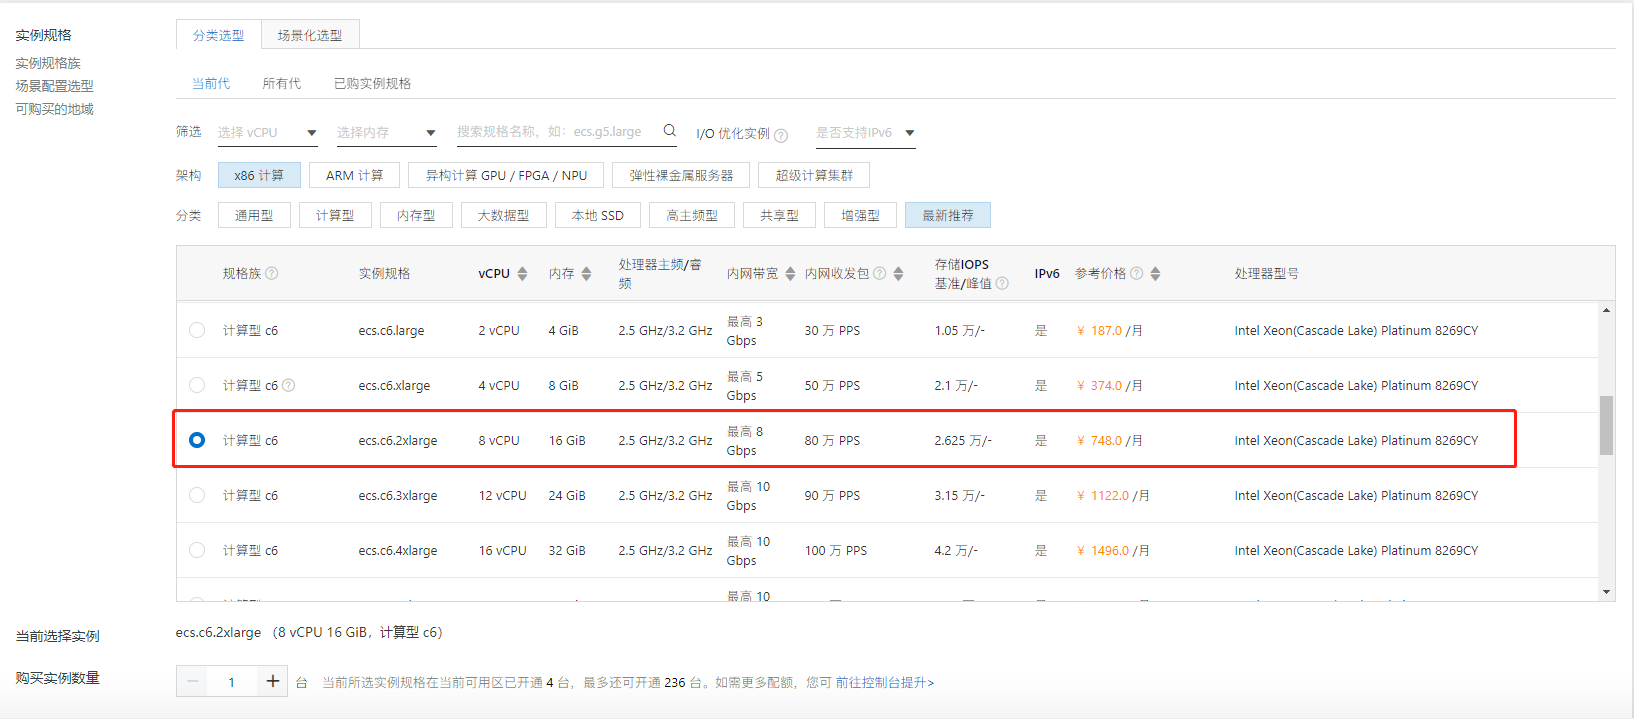 实例规格
实例规格族
场景配置选型
可购买的地域
分类选型 场景化选型
当前代 所有代 已购实例规格
筛选 选择 vCPU 选择内存 搜索规格名称，如：ecs.g5.large I/O 优化实例 是否支持IPv6
架构 x86 计算 ARM 计算 异构计算 GPU / FPGA / NPU 弹性裸金属服务器 超级计算集群
分类 通用型 计算型 内存型 大数据型 本地 SSD 高主频型 共享型 增强型 最新推荐
规格族 实例规格 vCPU 内存 处理器主频/睿频 内网带宽 内网收发包 存储IOPS 基准/峰值 IPv6 参考价格 处理器型号
计算型 c6 ecs.c6.large 2 vCPU 4 GiB 2.5 GHz/3.2 GHz 最高 3 Gbps 30 万 PPS 1.05 万/- 是 ¥ 187.0 /月 Intel Xeon(Cascade Lake) Platinum 8269CY
计算型 c6 ecs.c6.xlarge 4 vCPU 8 GiB 2.5 GHz/3.2 GHz 最高 5 Gbps 50 万 PPS 2.1 万/- 是 ¥ 374.0 /月 Intel Xeon(Cascade Lake) Platinum 8269CY
计算型 c6 ecs.c6.2xlarge 8 vCPU 16 GiB 2.5 GHz/3.2 GHz 最高 8 Gbps 80 万 PPS 2.625 万/- 是 ¥ 748.0 /月 Intel Xeon(Cascade Lake) Platinum 8269CY
计算型 c6 ecs.c6.3xlarge 12 vCPU 24 GiB 2.5 GHz/3.2 GHz 最高 10 Gbps 90 万 PPS 3.15 万/- 是 ¥ 1122.0 /月 Intel Xeon(Cascade Lake) Platinum 8269CY
计算型 c6 ecs.c6.4xlarge 16 vCPU 32 GiB 2.5 GHz/3.2 GHz 最高 10 Gbps 100 万 PPS 4.2 万/- 是 ¥ 1496.0 /月 Intel Xeon(Cascade Lake) Platinum 8269CY
最高 10
当前选择实例 ecs.c6.2xlarge （8 vCPU 16 GiB，计算型 c6）
购买实例数量 1 台 当前所选实例规格在当前可用区已开通 4 台，最多还可开通 236 台。如需更多配额，您可 前往控制台提升>